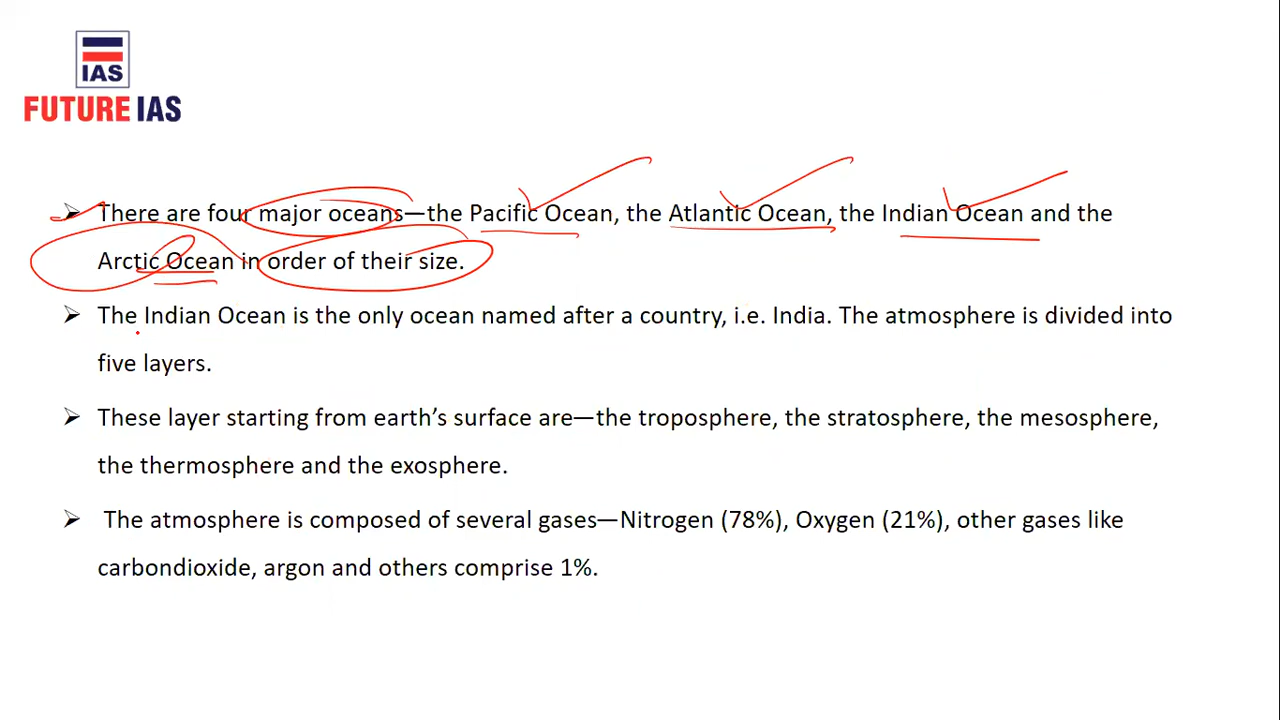 IAS
FUTURE IAS
There are four major oceans—the Pacific Ocean, the Atlantic Ocean, the Indian Ocean and the
Arctic Ocean in order of their size.
The Indian Ocean is the only ocean named after a country, i.e. India. The atmosphere is divided into
five layers.
These layer starting from earth’s surface are—the troposphere, the stratosphere, the mesosphere,
the thermosphere and the exosphere.
The atmosphere is composed of several gases—Nitrogen (78%), Oxygen (21%), other gases like
carbondioxide, argon and others comprise 1%.